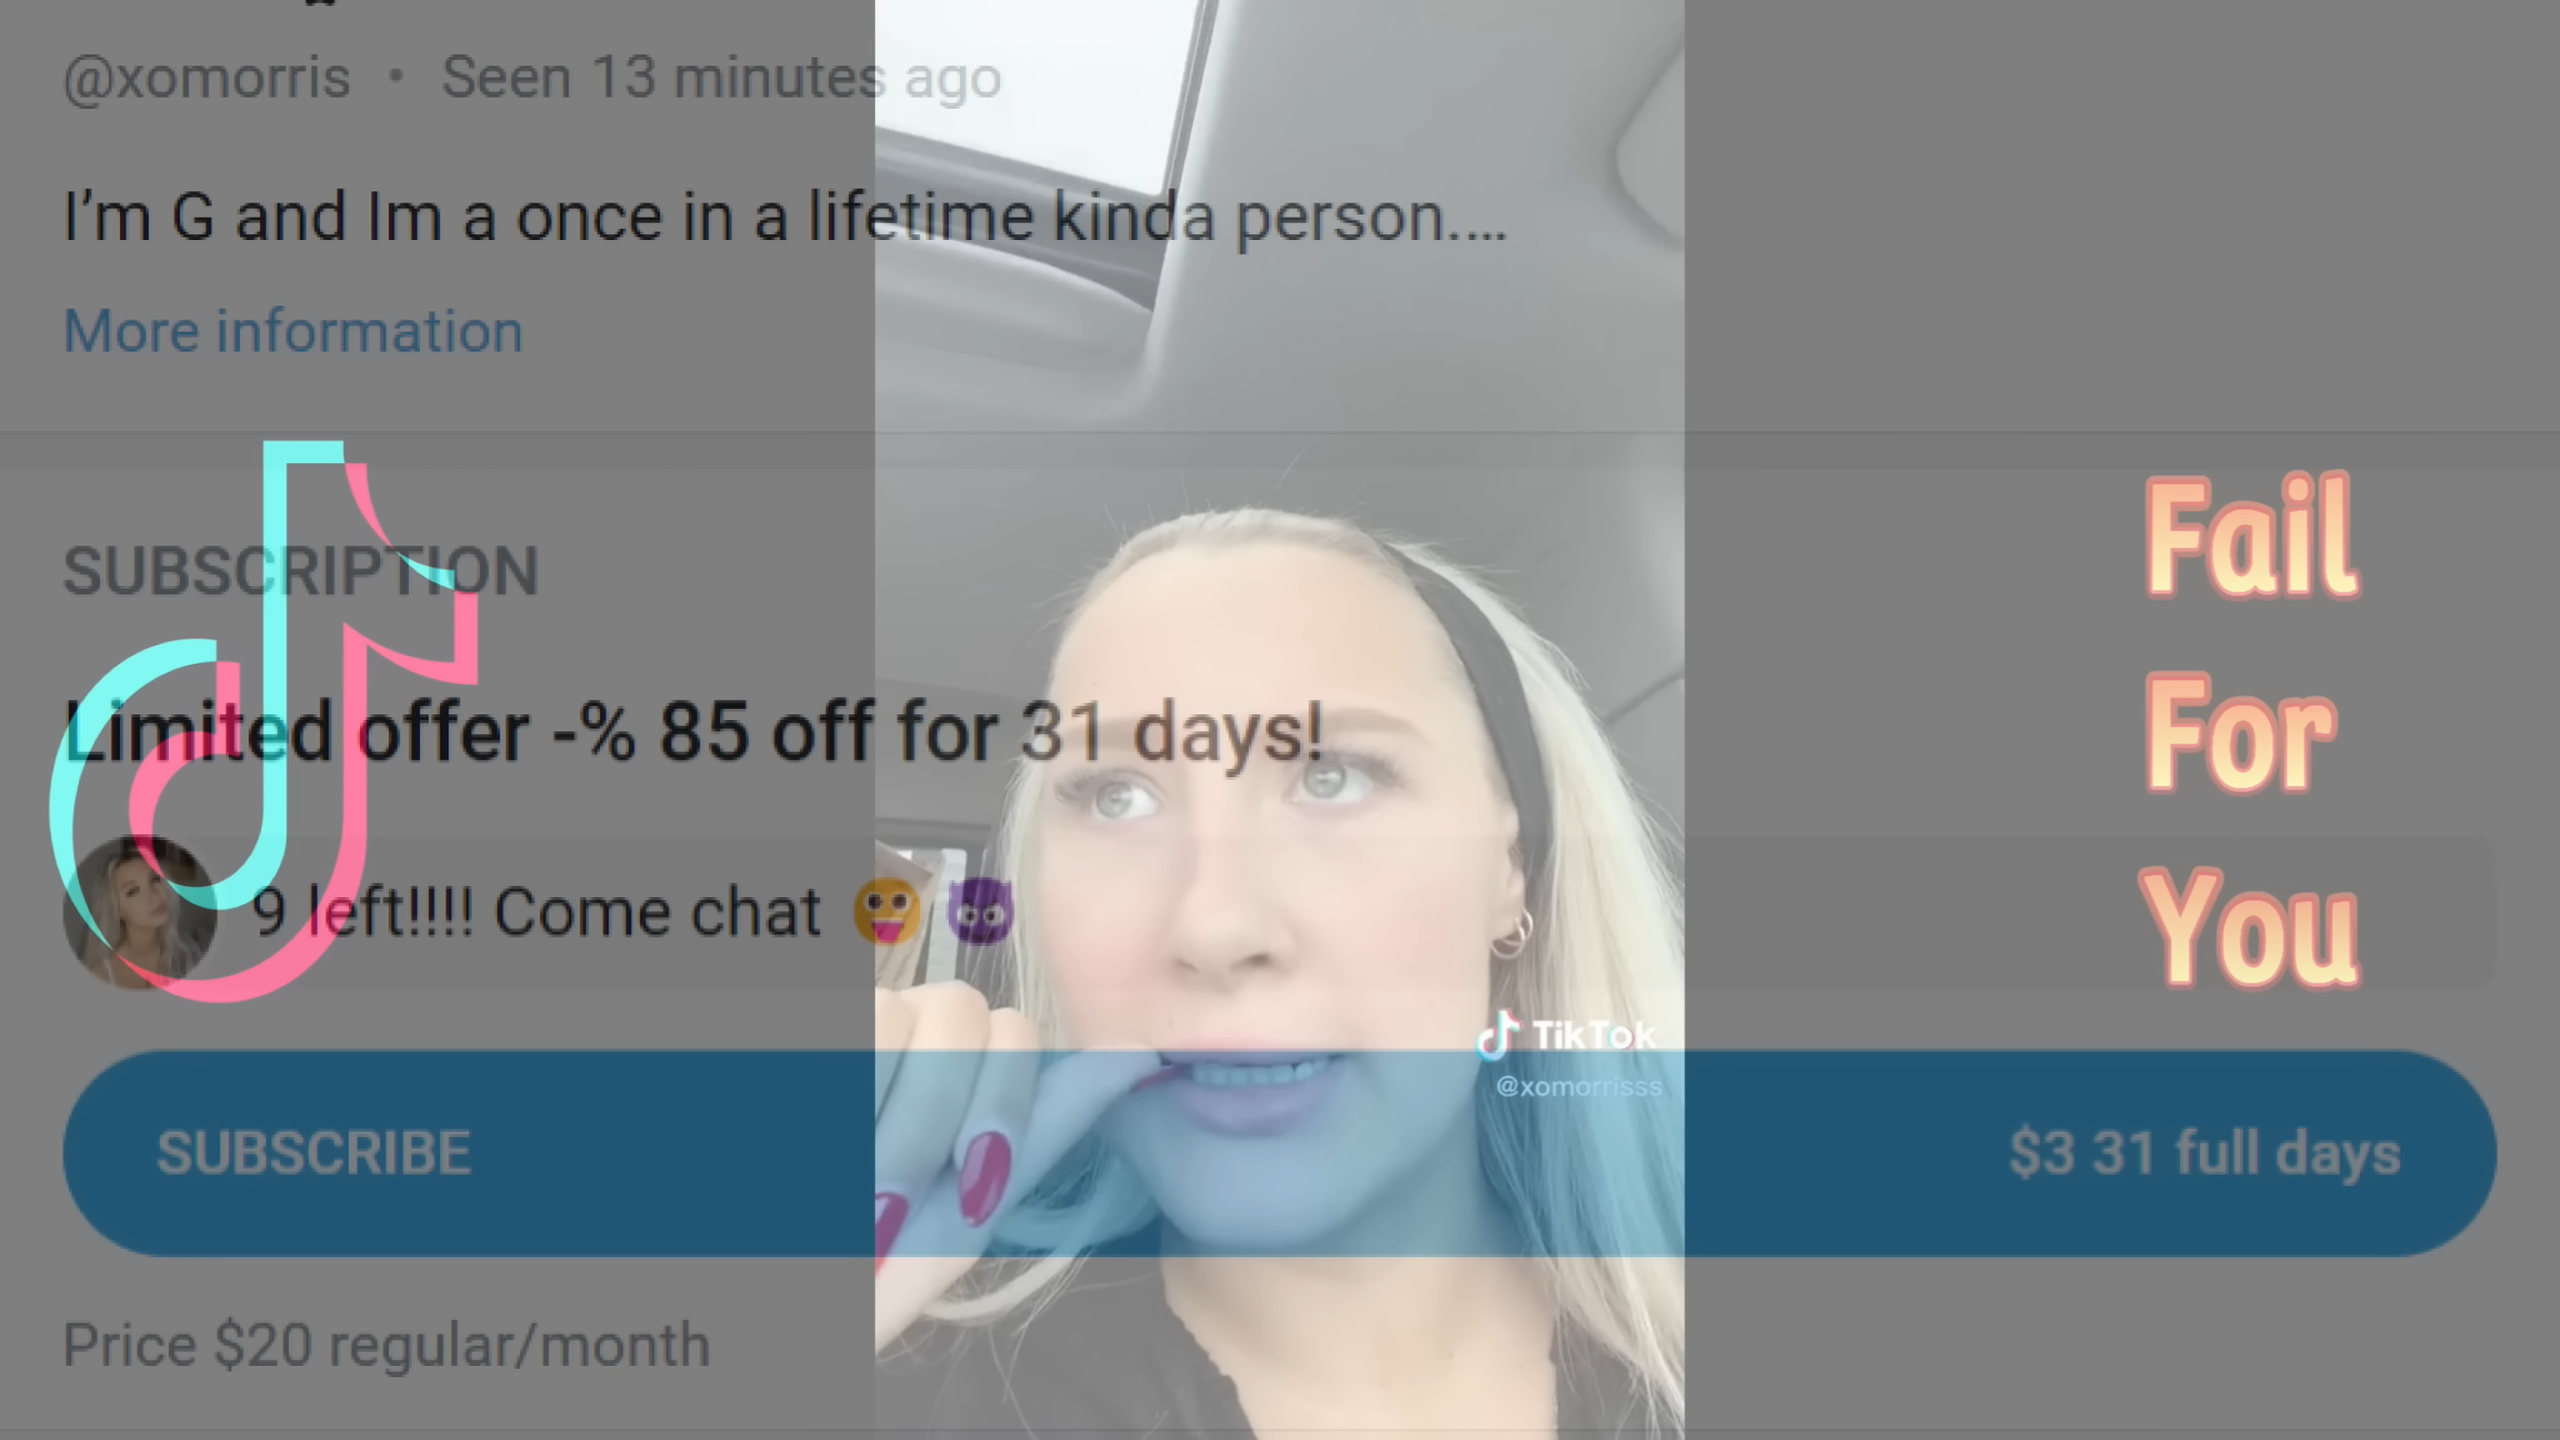 @xomorris • Seen 13 minutes ago
I'm G and Im a once in a lifetime kinda person....
More information
SUBSCRIPTION
Limited offer -% 85 off for 31 days!
9 left!!!! Come chat 😛 😈
SUBSCRIBE
$3 31 full days
Price $20 regular/month
TikTok
@xomorrisss
Fail
For
You